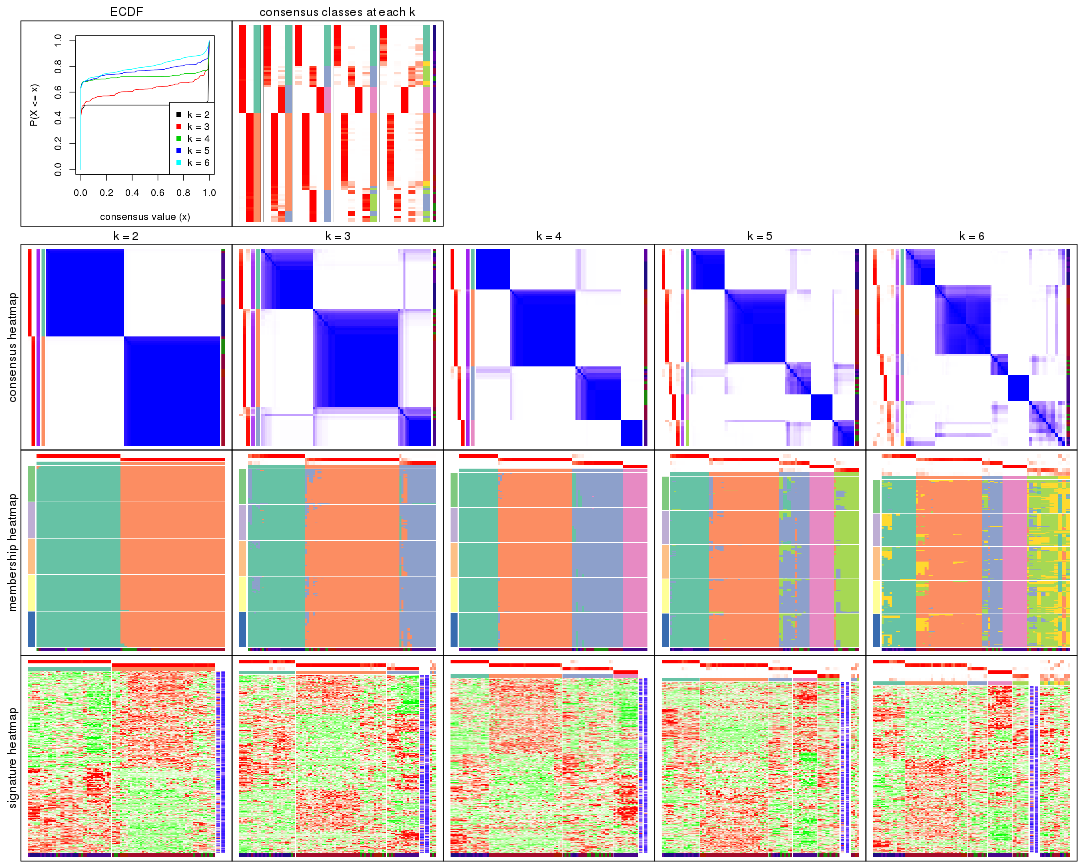 ECDF
consensus classes at each k
P(X <= x)
0.0 0.2 0.4 0.6 0.8 1.0
k = 2
k = 3
k = 4
k = 5
k = 6
0.0 0.2 0.4 0.6 0.8 1.0
consensus value (x)
k = 2 k = 3 k = 4 k = 5 k = 6
consensus heatmap
membership heatmap
signature heatmap